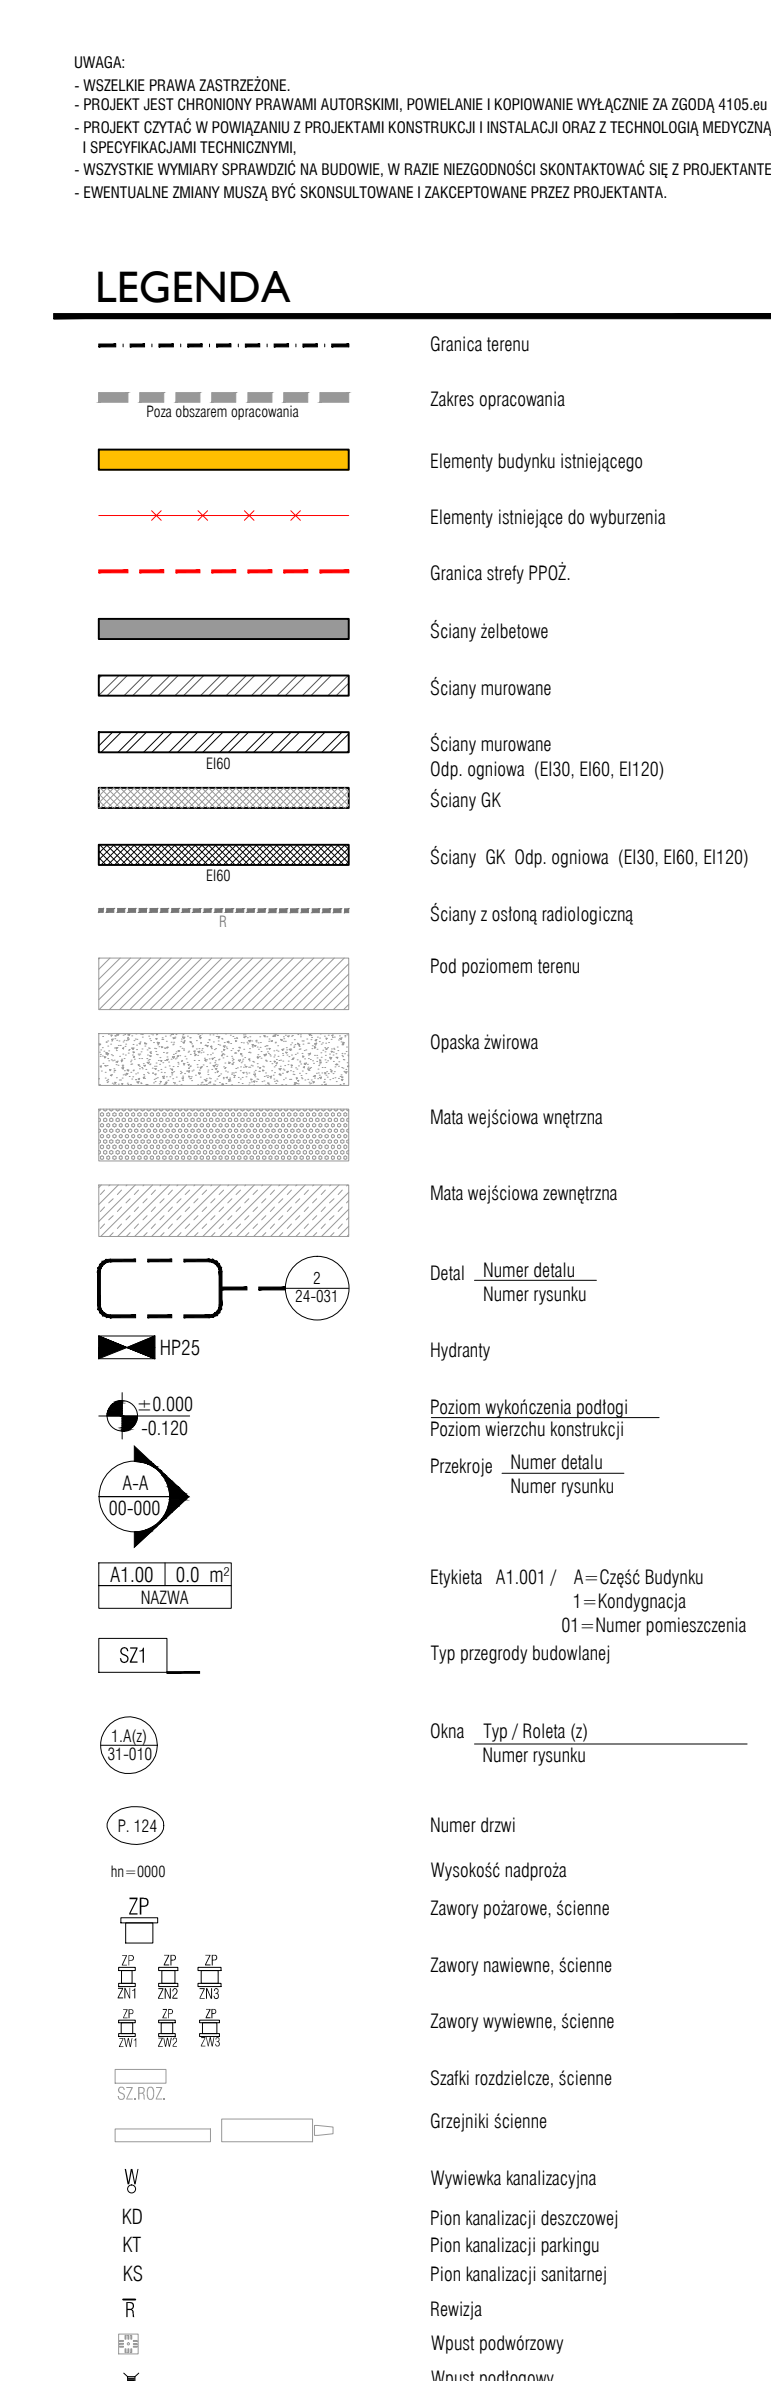 UWAGA:
- WSZELKIE PRAWA ZASTRZEŻONE.
- PROJEKT JEST CHRONIONY PRAWAMI AUTORSKIMI, POWIELANIE I KOPIOWANIE WYŁĄCZNIE ZA ZGODĄ 4105.eu
- PROJEKT CZYTAĆ W POWIĄZANIU Z PROJEKTAMI KONSTRUKCJI I INSTALACJI ORAZ Z TECHNOLOGIĄ MEDYCZNĄ
I SPECYFIKACJAMI TECHNICZNYMI,
- WSZYSTKIE WYMIARY SPRAWDZIĆ NA BUDOWIE, W RAZIE NIEZGODNOŚCI SKONTAKTOWAĆ SIĘ Z PROJEKTANTE
- EWENTUALNE ZMIANY MUSZĄ BYĆ SKONSULTOWANE I ZAKCEPTOWANE PRZEZ PROJEKTANTA.
LEGENDA
Granica terenu
Zakres opracowania
Poza obszarem opracowania
Elementy budynku istniejącego
Elementy istniejące do wyburzenia
Granica strefy PPOŻ.
Ściany żelbetowe
Ściany murowane
Ściany murowane
EI60
Odp. ogniowa (EI30, EI60, EI120)
Ściany GK
Ściany GK Odp. ogniowa (EI30, EI60, EI120)
EI60
Ściany z osłoną radiologiczną
R
Pod poziomem terenu
Opaska żwirowa
Mata wejściowa wnętrzna
Mata wejściowa zewnętrzna
2
24-031
Detal Numer detalu
Numer rysunku
HP25
Hydranty
±0.000
-0.120
Poziom wykończenia podłogi
Poziom wierzchu konstrukcji
A-A
00-000
Przekroje Numer detalu
Numer rysunku
A1.00 0.0 m²
NAZWA
Etykieta A1.001 / A=Część Budynku
1=Kondygnacja
01=Numer pomieszczenia
SZ1
Typ przegrody budowlanej
1.A(z)
31-010
Okna Typ / Roleta (z)
Numer rysunku
P. 124
Numer drzwi
hn=0000
Wysokość nadproża
ZP
Zawory pożarowe, ścienne
ZP ZP ZP
ZN1 ZN2 ZN3
Zawory nawiewne, ścienne
ZP ZP ZP
ZW1 ZW2 ZW3
Zawory wywiewne, ścienne
SZ.ROZ.
Szafki rozdzielcze, ścienne
Grzejniki ścienne
W
Wywiewka kanalizacyjna
KD Pion kanalizacji deszczowej
KT Pion kanalizacji parkingu
KS Pion kanalizacji sanitarnej
R Rewizja
Wpust podwórzowy
Wpust podłogowy